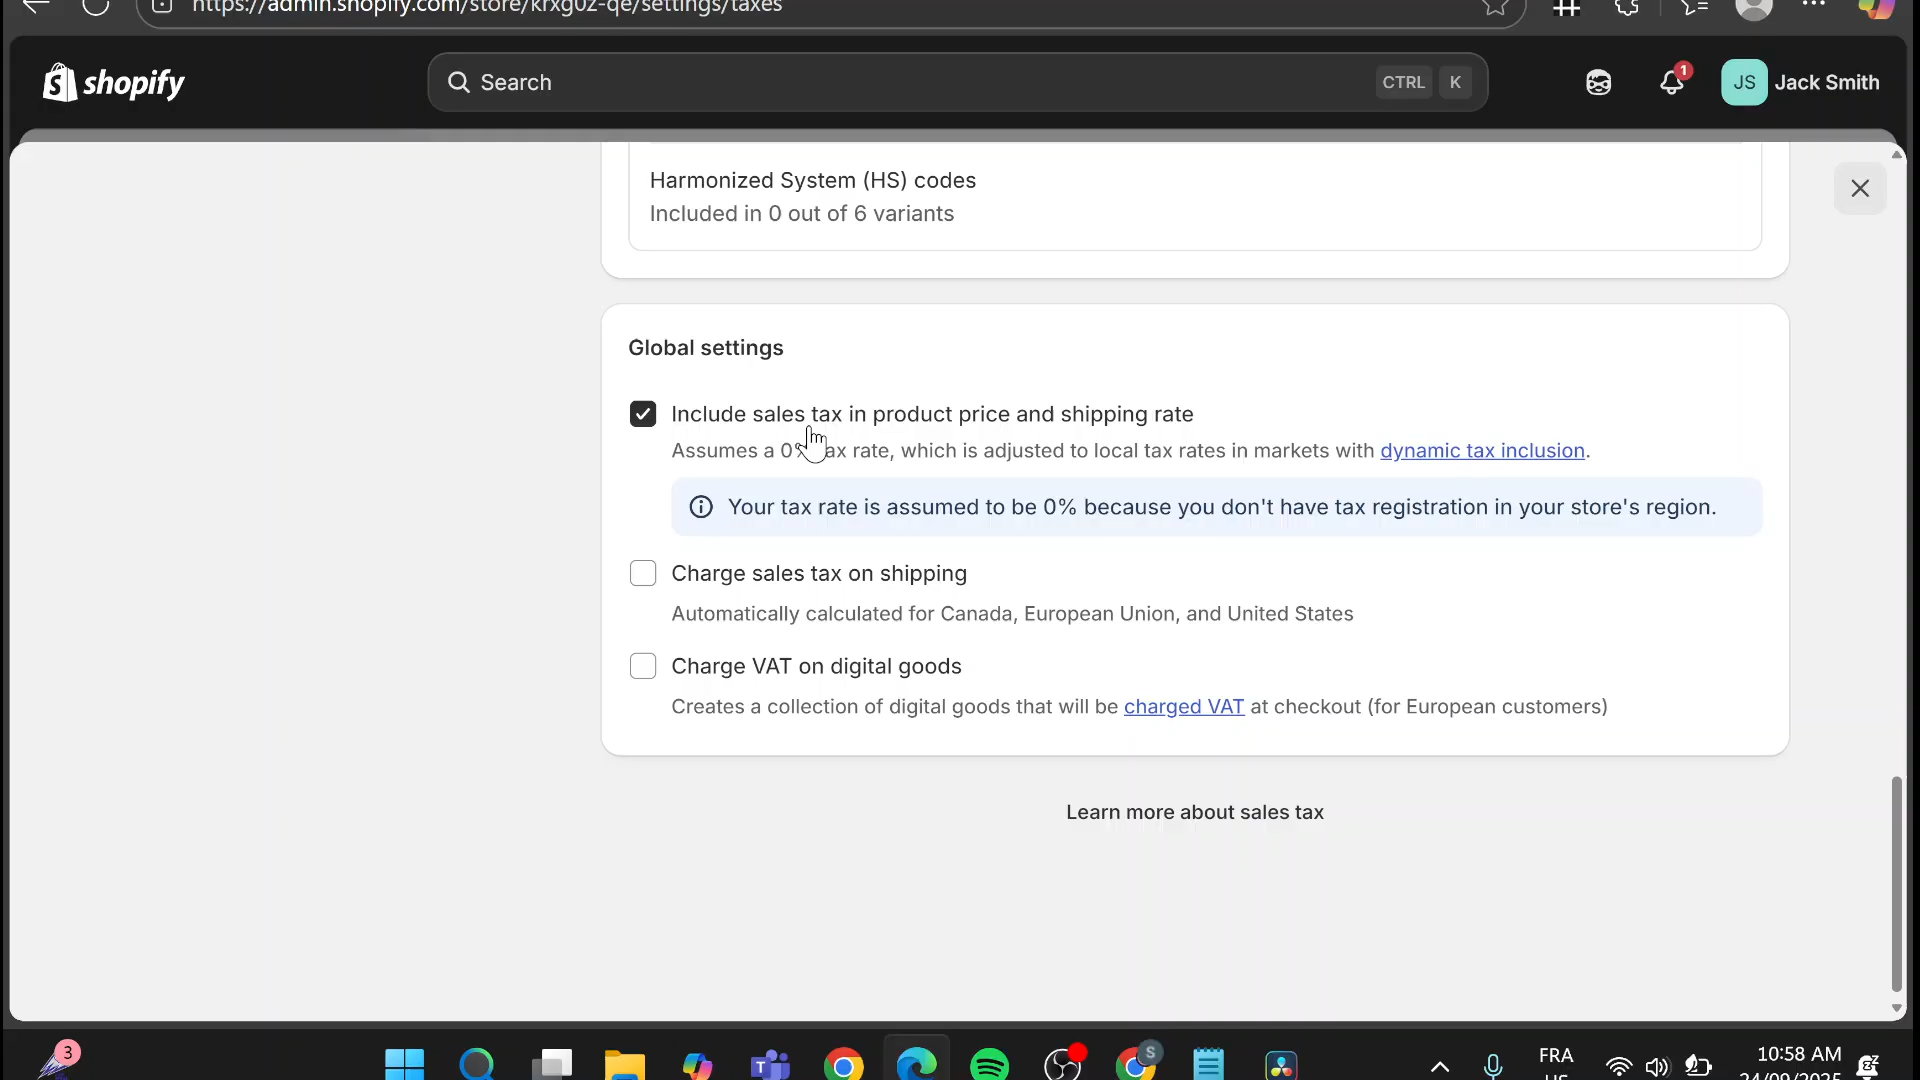 https://admin.shopify.com/store/krxg0z-qe/settings/taxes
shopify
Search
CTRL K
1
JS Jack Smith
Harmonized System (HS) codes
Included in 0 out of 6 variants
Global settings
Include sales tax in product price and shipping rate
Assumes a 0% tax rate, which is adjusted to local tax rates in markets with dynamic tax inclusion.
Your tax rate is assumed to be 0% because you don't have tax registration in your store's region.
Charge sales tax on shipping
Automatically calculated for Canada, European Union, and United States
Charge VAT on digital goods
Creates a collection of digital goods that will be charged VAT at checkout (for European customers)
Learn more about sales tax
3
S
FRA
10:58 AM
24/09/2025